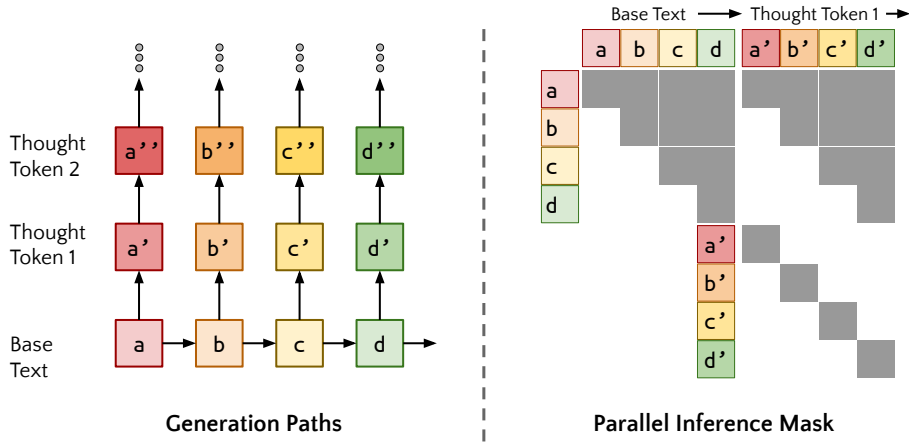 Thought
Token 2
a’’ b’’ c’’ d’’
Thought
Token 1
a’ b’ c’ d’
Base
Text
a b c d
Generation Paths
Base Text Thought Token 1
a b c d a’ b’ c’ d’
a
b
c
d
a’
b’
c’
d’
Parallel Inference Mask